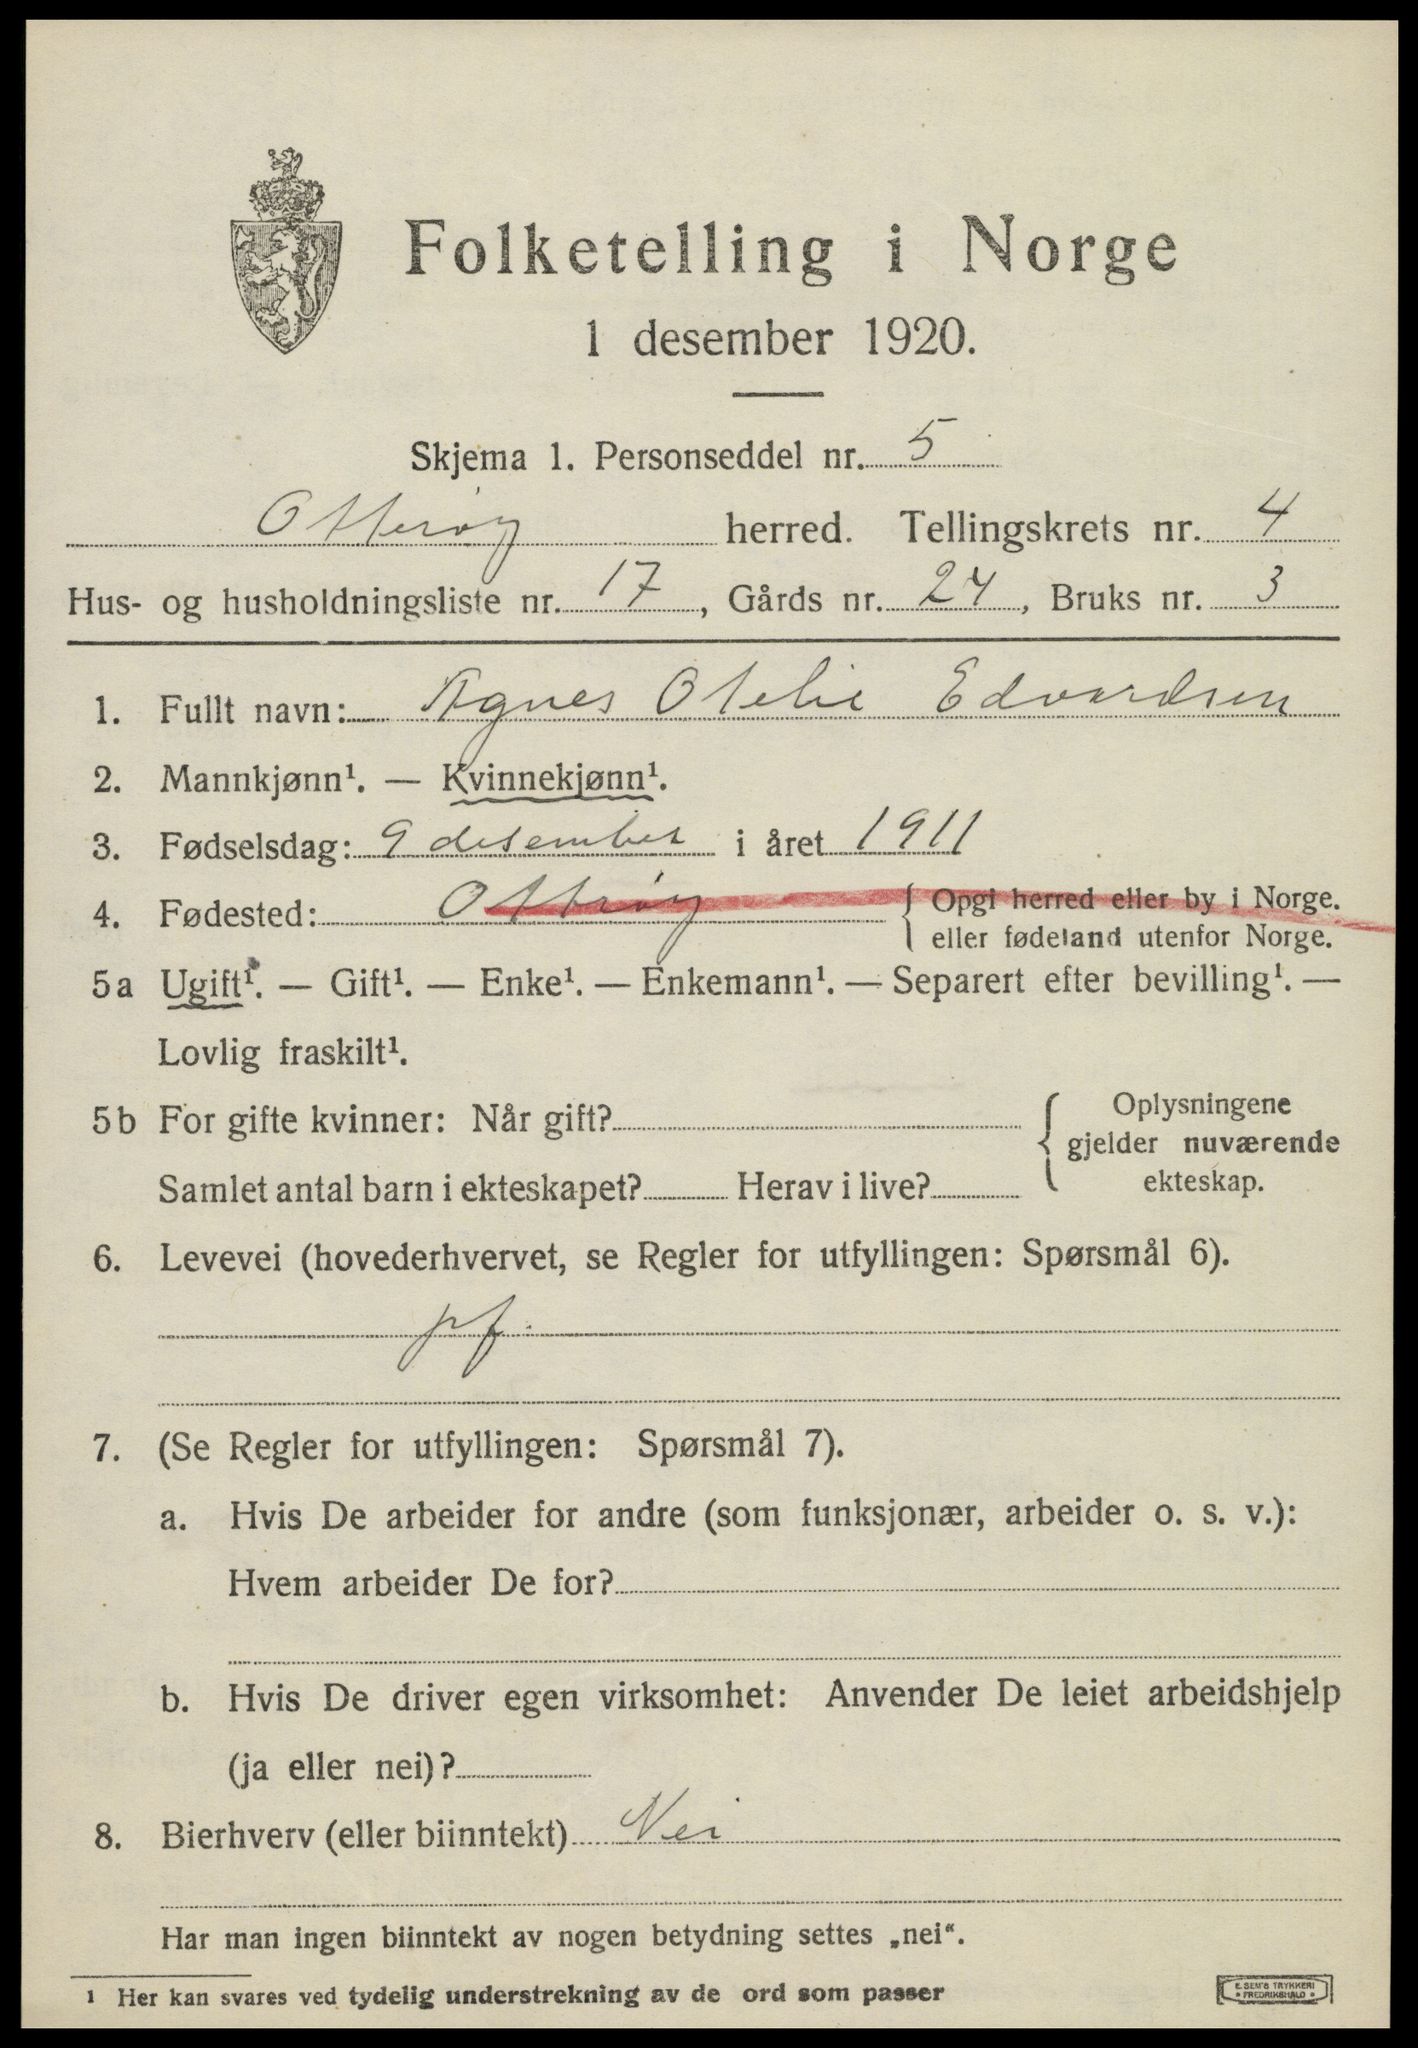 Folketelling i Norge
1 desember 1920.
Skjema 1. Personseddel nr. 5
Otterøy herred. Tellingskrets nr. 4
Hus- og husholdningsliste nr. 17, Gårds nr. 24, Bruks nr. 3
1. Fullt navn: Agnes Otelie Edvardsen
2. Mannkjønn¹. — Kvinnekjønn¹.
3. Fødselsdag: 9 desember i året 1911
4. Fødested: Otterøy { Opgi herred eller by i Norge.
eller fødeland utenfor Norge.
5a Ugift¹. — Gift¹. — Enke¹. — Enkemann¹. — Separert efter bevilling¹. —
Lovlig fraskilt¹.
5b For gifte kvinner: Når gift? { Oplysningene
gjelder nuværende
Samlet antal barn i ekteskapet? Herav i live? ekteskap.
6. Levevei (hovederhvervet, se Regler for utfyllingen: Spørsmål 6).
pf.
7. (Se Regler for utfyllingen: Spørsmål 7).
a. Hvis De arbeider for andre (som funksjonær, arbeider o. s. v.):
Hvem arbeider De for?
b. Hvis De driver egen virksomhet: Anvender De leiet arbeidshjelp
(ja eller nei)?
8. Bierhverv (eller biinntekt) Nei
Har man ingen biinntekt av nogen betydning settes „nei“.
¹ Her kan svares ved tydelig understrekning av de ord som passer
E. SEM'S TRYKKERI
* FREDRIKSHALD *